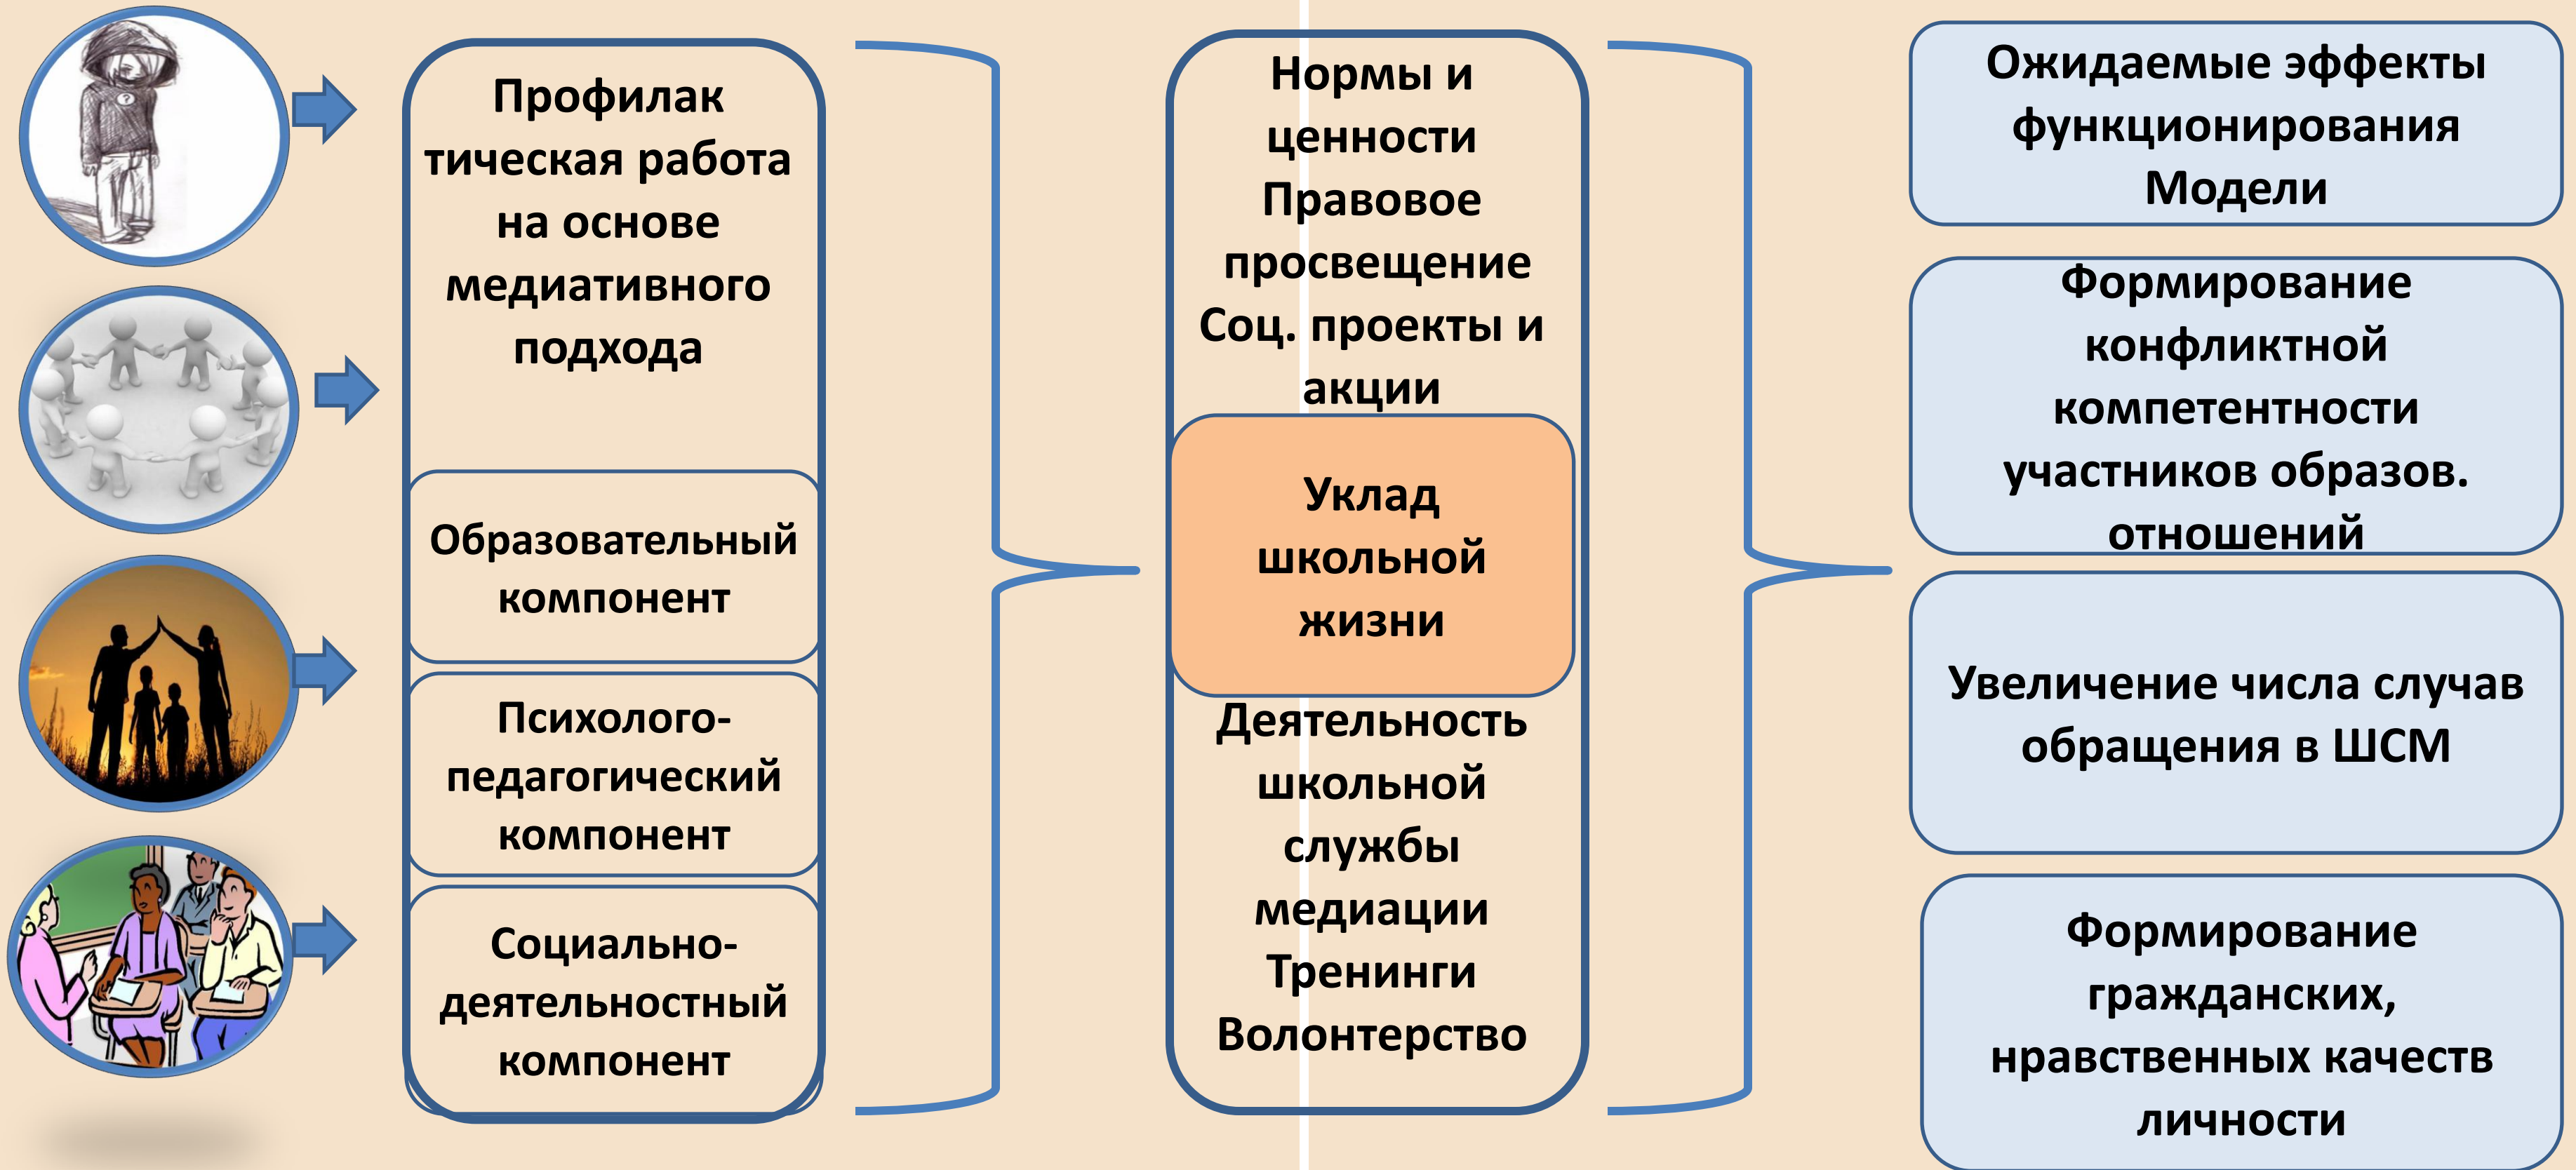 Профилак
тическая работа
на основе
медиативного
подхода
Образовательный
компонент
Психолого-
педагогический
компонент
Социально-
деятельностный
компонент
Нормы и
ценности
Правовое
просвещение
Соц. проекты и
акции
Уклад
школьной
жизни
Деятельность
школьной
службы
медиации
Тренинги
Волонтерство
Ожидаемые эффекты
функционирования
Модели
Формирование
конфликтной
компетентности
участников образов.
отношений
Увеличение числа случав
обращения в ШСМ
Формирование
гражданских,
нравственных качеств
личности
?